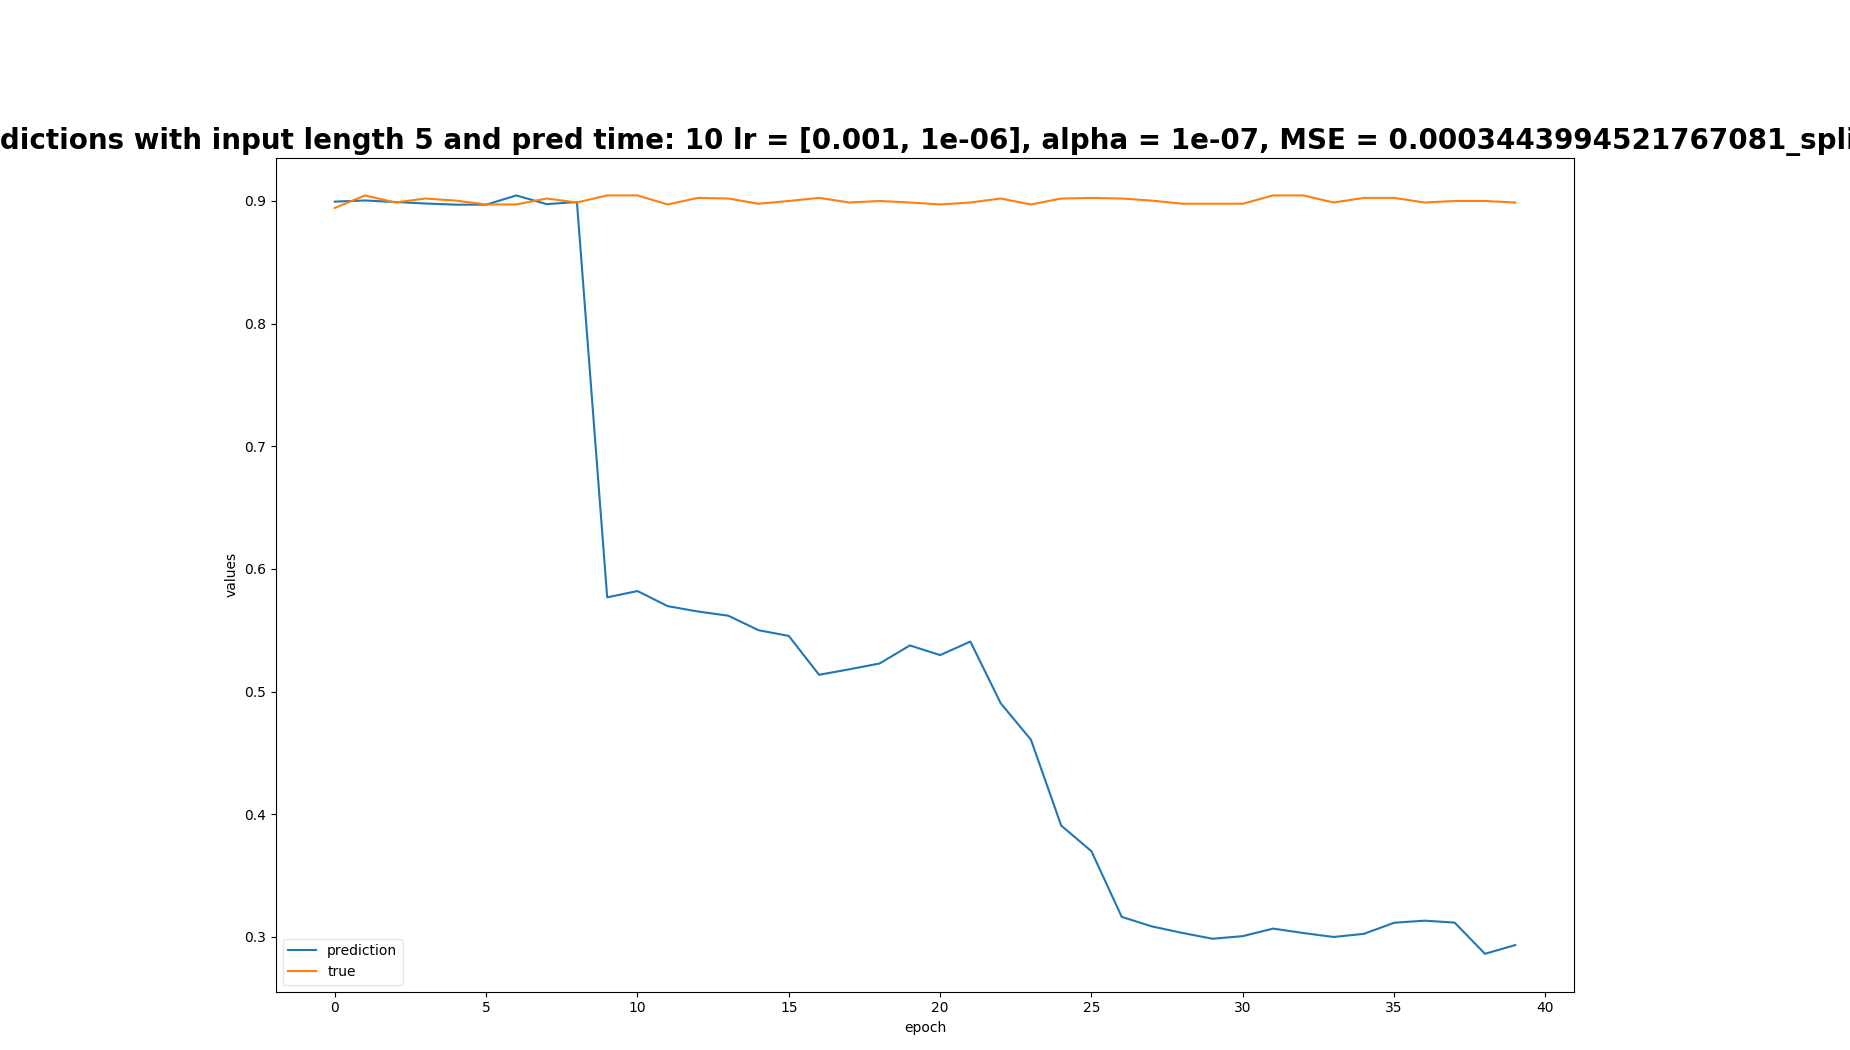 dictions with input length 5 and pred time: 10 lr = [0.001, 1e-06], alpha = 1e-07, MSE = 0.0003443994521767081_spli
0.9
0.8
0.7
0.6
0.5
0.4
0.3
values
prediction
true
0 5 10 15 20 25 30 35 40
epoch